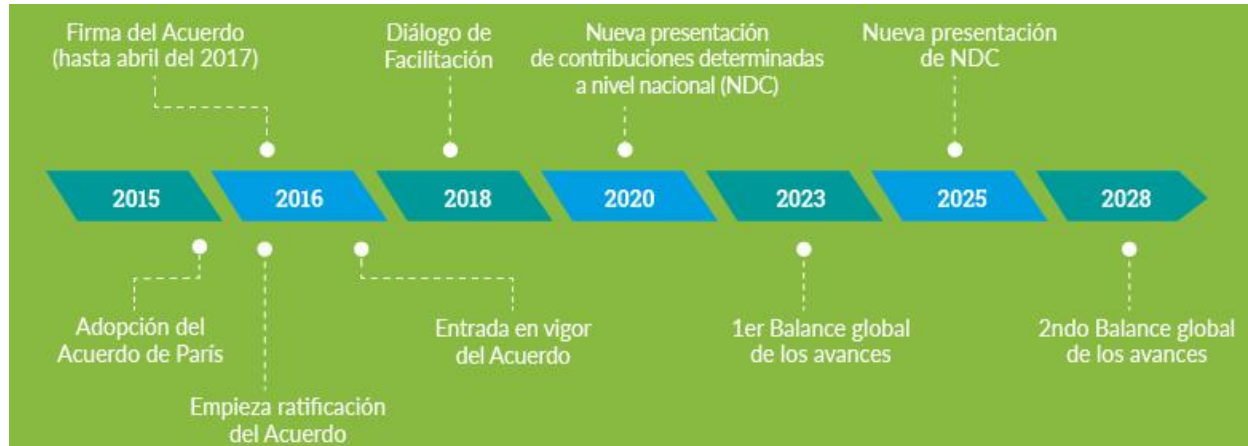 Firma del Acuerdo
(hasta abril del 2017)
Diálogo de
Facilitación
Nueva presentación
de contribuciones determinadas
a nivel nacional (NDC)
Nueva presentación
de NDC
2015
2016
2018
2020
2023
2025
2028
Adopción del
Acuerdo de París
Empieza ratificación
del Acuerdo
Entrada en vigor
del Acuerdo
1er Balance global
de los avances
2ndo Balance global
de los avances